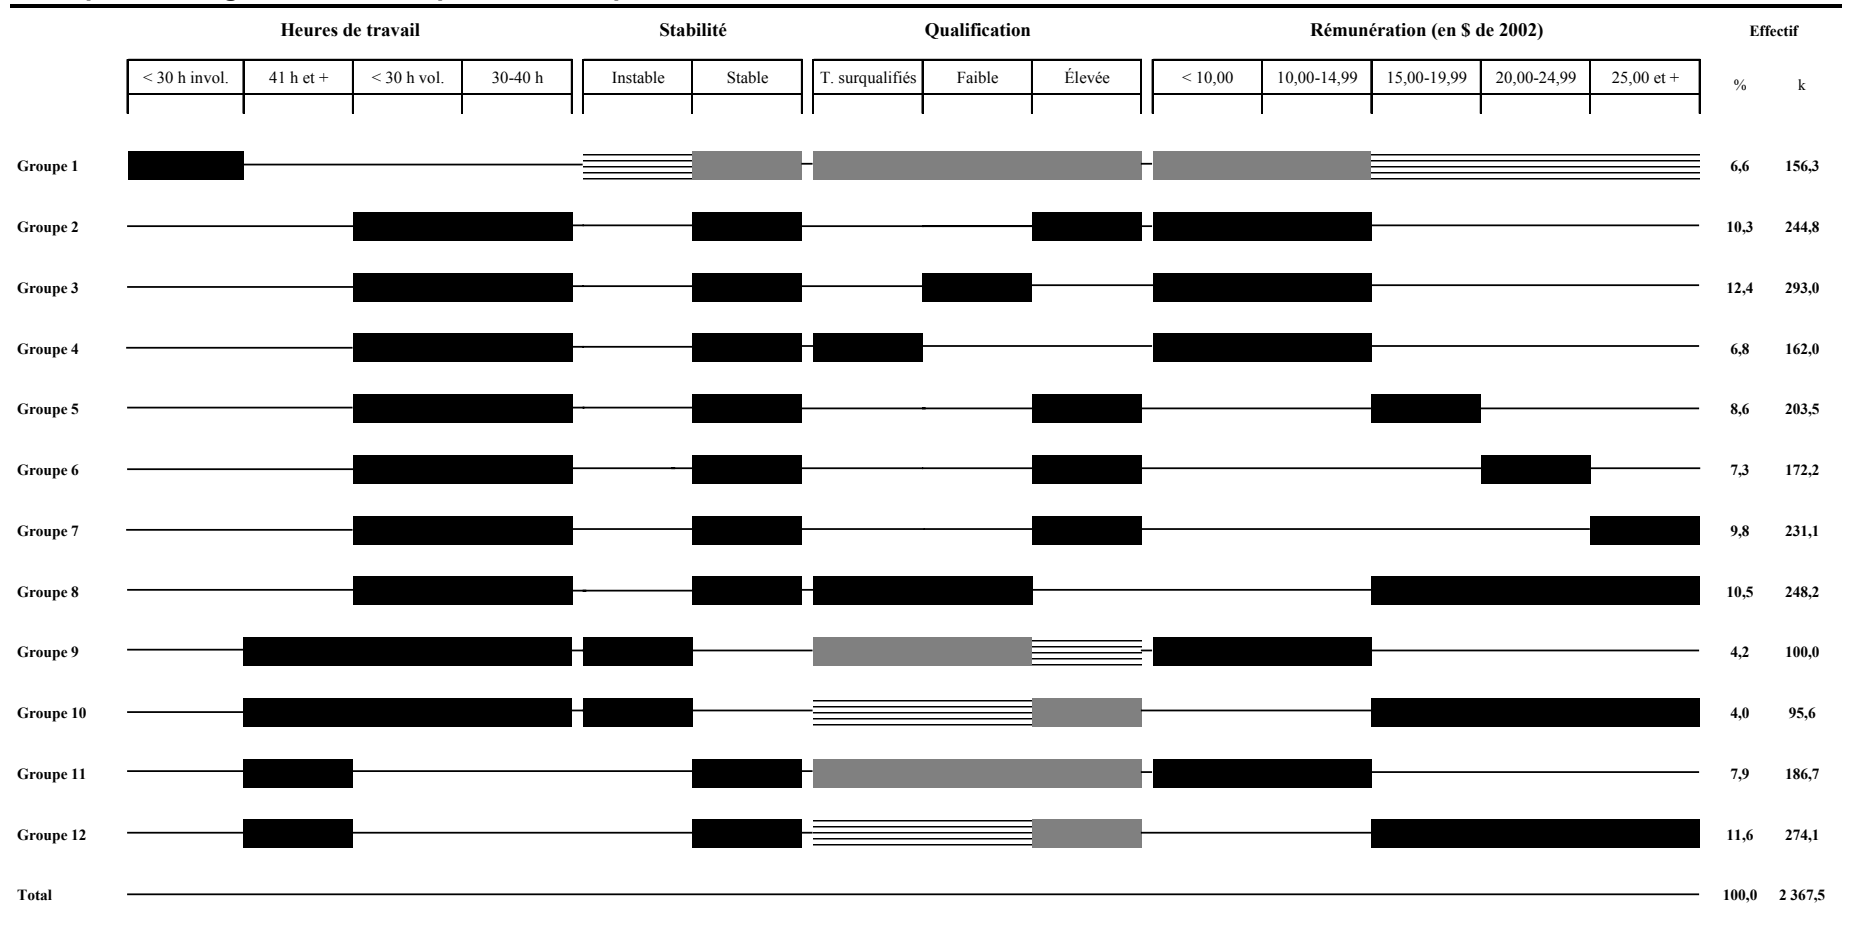 Heures de travail Stabilité Qualification Rémunération (en $ de 2002) Effectif
< 30 h invol. 41 h et + < 30 h vol. 30-40 h Instable Stable T. surqualifiés Faible Élevée < 10,00 10,00-14,99 15,00-19,99 20,00-24,99 25,00 et + % k
Groupe 1 6,6 156,3
Groupe 2 10,3 244,8
Groupe 3 12,4 293,0
Groupe 4 6,8 162,0
Groupe 5 8,6 203,5
Groupe 6 7,3 172,2
Groupe 7 9,8 231,1
Groupe 8 10,5 248,2
Groupe 9 4,2 100,0
Groupe 10 4,0 95,6
Groupe 11 7,9 186,7
Groupe 12 11,6 274,1
Total 100,0 2 367,5